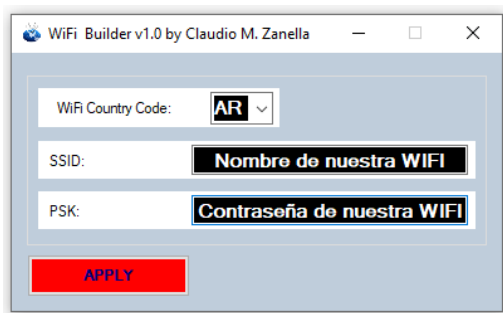 WiFi Builder v1.0 by Claudio M. Zanella
WiFi Country Code: AR
SSID: Nombre de nuestra WIFI
PSK: Contraseña de nuestra WIFI
APPLY